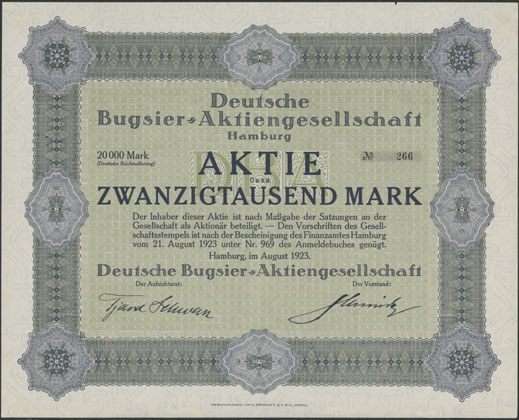 Deutsche
Bugsier-Aktiengesellschaft
Hamburg
20000 Mark
(Deutsche Reichswährung)
AKTIE
№ 266
ÜBER
ZWANZIGTAUSEND MARK
Der Inhaber dieser Aktie ist nach Maßgabe der Satzungen an der
Gesellschaft als Aktionär beteiligt. — Den Vorschriften des Gesell-
schaftsstempels ist nach der Bescheinigung des Finanzamtes Hamburg
vom 21. August 1923 unter Nr. 969 des Anmeldebuches genügt.
Hamburg, im August 1923.
Deutsche Bugsier-Aktiengesellschaft
Der Aufsichtsrat:
Der Vorstand: